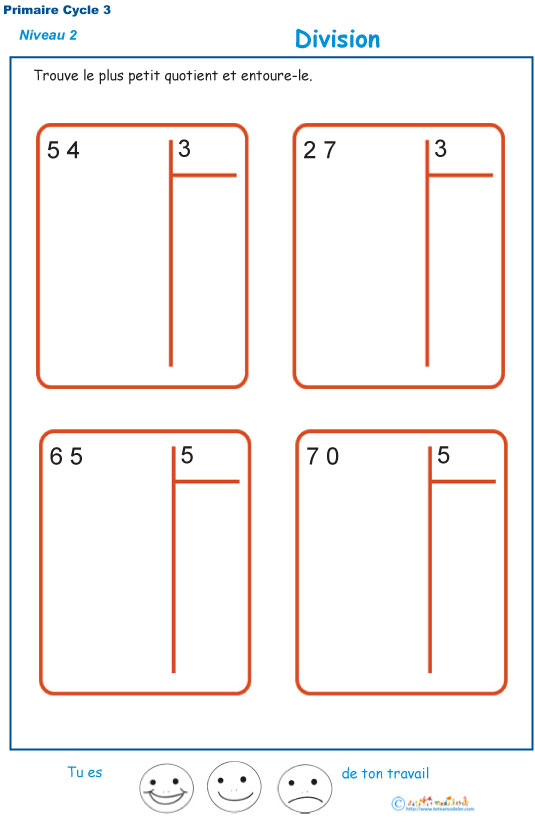 Primaire Cycle 3
Niveau 2
Division
Trouve le plus petit quotient et entoure-le.
5 4 3
2 7 3
6 5 5
7 0 5
Tu es
de ton travail
©